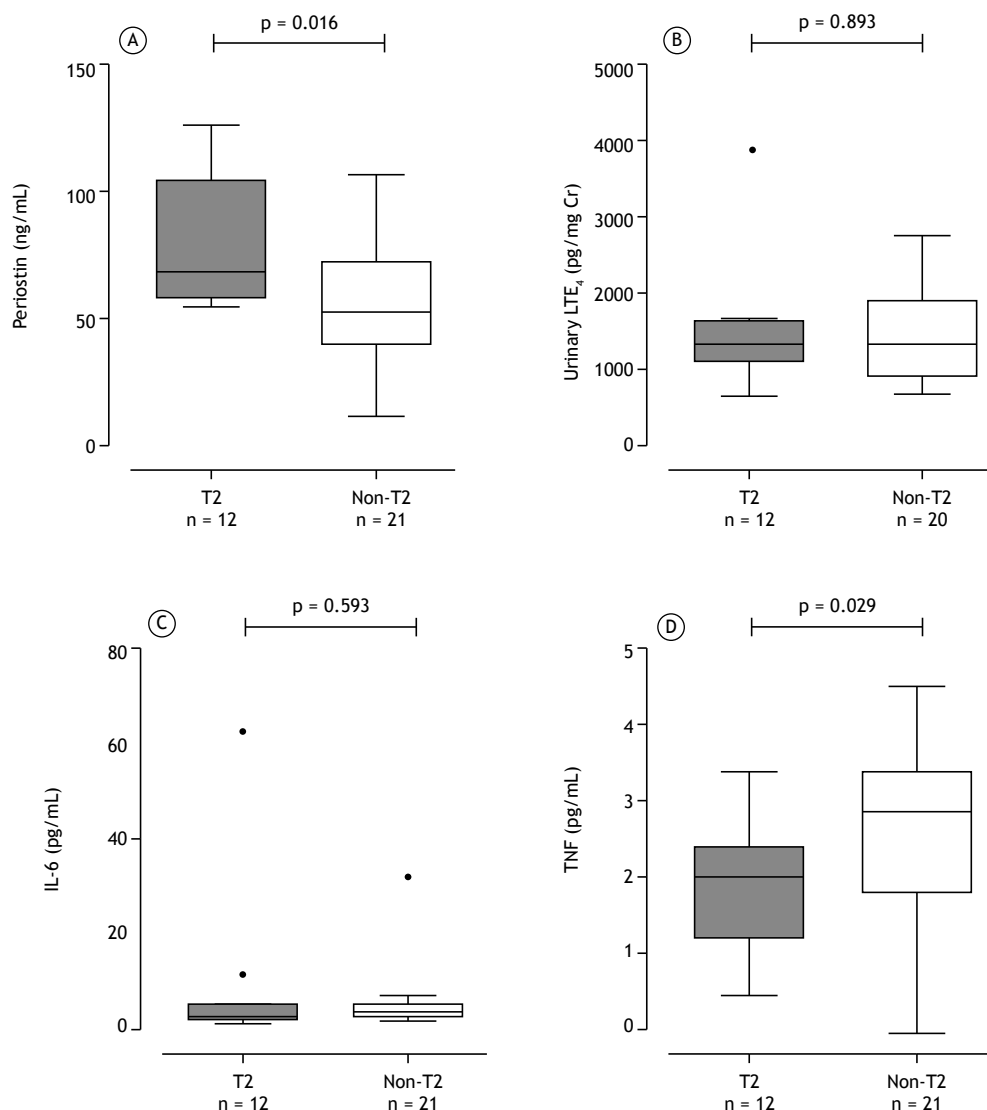 A
p = 0.016
150
100
50
0
Periostin (ng/mL)
T2
n = 12
Non-T2
n = 21
B
p = 0.893
5000
4000
3000
2000
1000
0
Urinary LTE₄ (pg/mg Cr)
T2
n = 12
Non-T2
n = 20
C
p = 0.593
80
60
40
20
0
IL-6 (pg/mL)
T2
n = 12
Non-T2
n = 21
D
p = 0.029
5
4
3
2
1
0
TNF (pg/mL)
T2
n = 12
Non-T2
n = 21